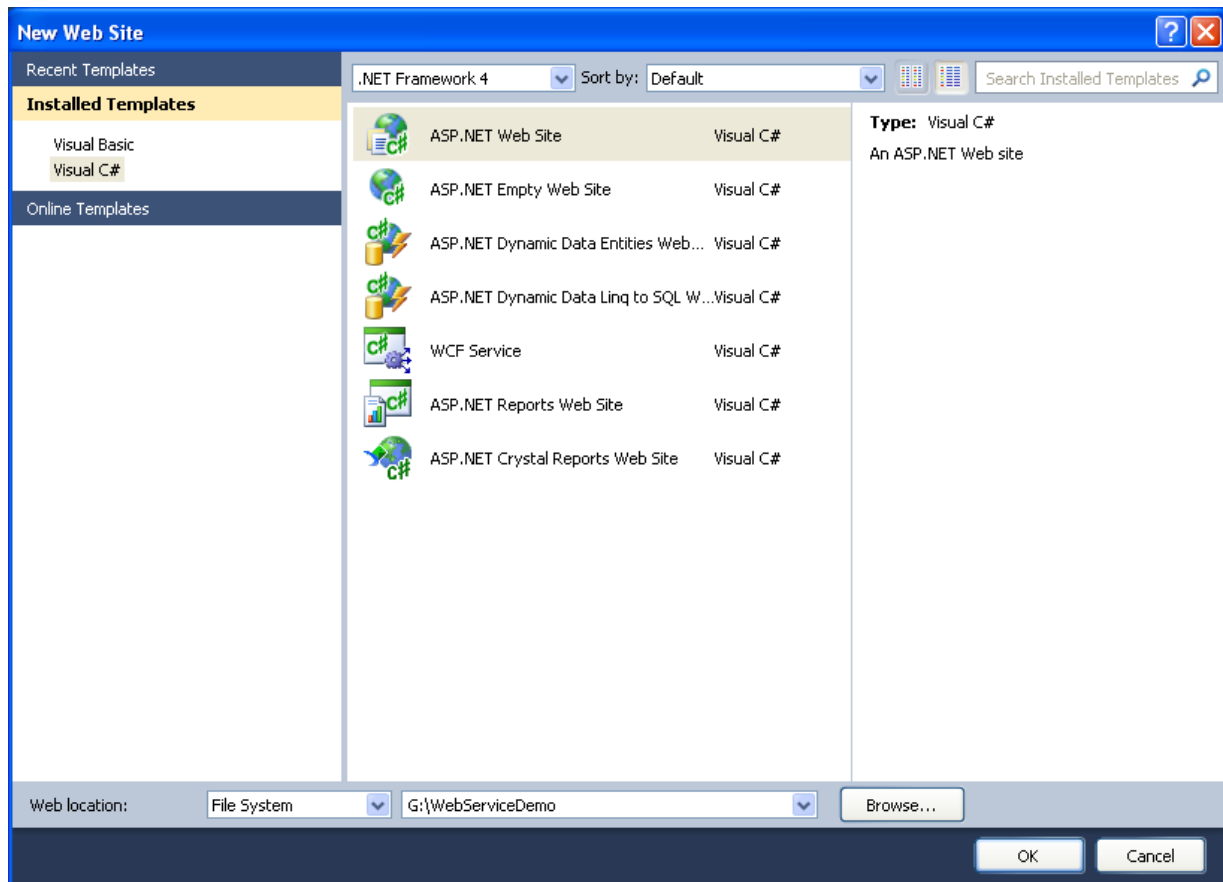 New Web Site
Recent Templates
Installed Templates
Visual Basic
Visual C#
Online Templates
.NET Framework 4 Sort by: Default Search Installed Templates
ASP.NET Web Site Visual C#
ASP.NET Empty Web Site Visual C#
ASP.NET Dynamic Data Entities Web... Visual C#
ASP.NET Dynamic Data Linq to SQL W...Visual C#
WCF Service Visual C#
ASP.NET Reports Web Site Visual C#
ASP.NET Crystal Reports Web Site Visual C#
Type: Visual C#
An ASP.NET Web site
Web location: File System G:\WebServiceDemo Browse...
OK Cancel